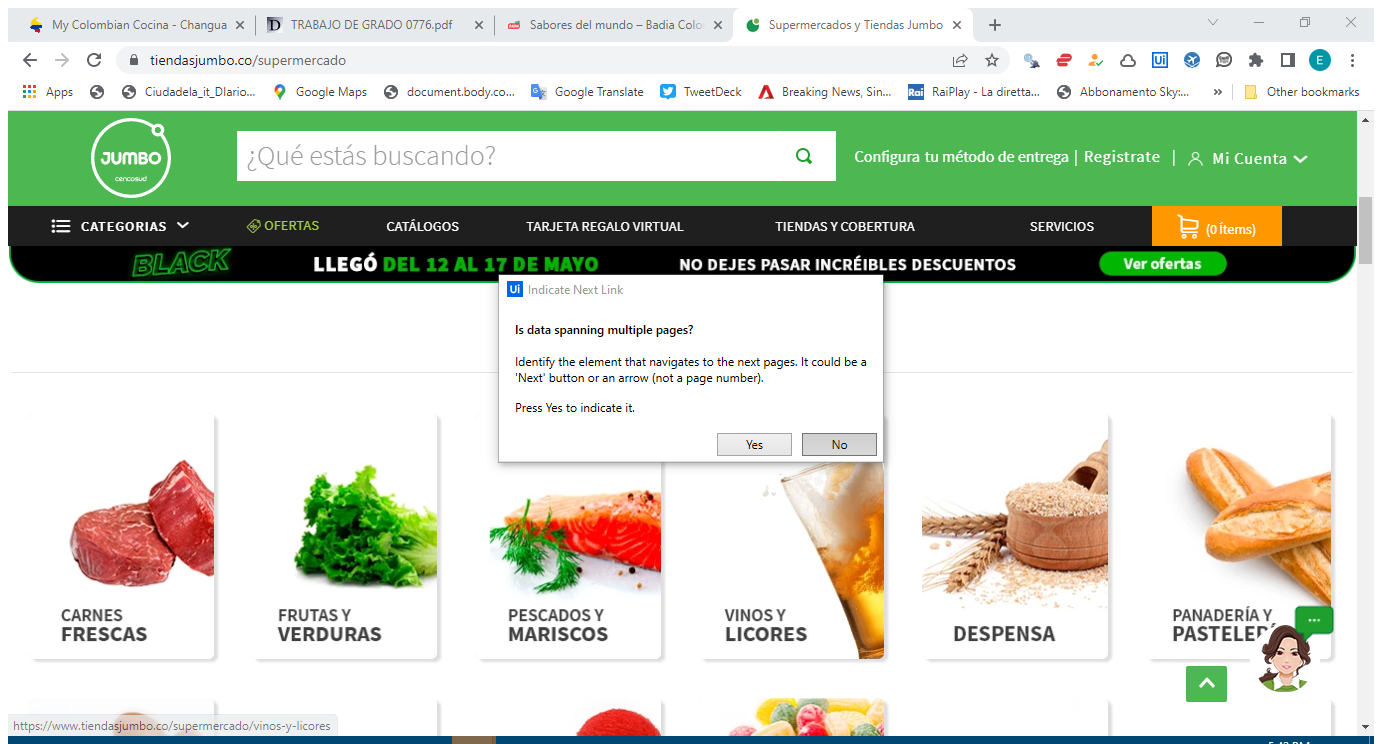 My Colombian Cocina - Changua
TRABAJO DE GRADO 0776.pdf
Sabores del mundo – Badia Colo
Supermercados y Tiendas Jumbo
tiendasjumbo.co/supermercado
Ui
E
Apps
Ciudadela_it_DIario...
Google Maps
document.body.co...
Google Translate
TweetDeck
Breaking News, Sin...
Rai
RaiPlay - La diretta...
Abbonamento Sky:...
»
Other bookmarks
JUMBO
cencosud
¿Qué estás buscando?
Configura tu método de entrega | Registrate | Mi Cuenta
CATEGORIAS
OFERTAS
CATÁLOGOS
TARJETA REGALO VIRTUAL
TIENDAS Y COBERTURA
SERVICIOS
(0 Ítems)
BLACK
LLEGÓ DEL 12 AL 17 DE MAYO
NO DEJES PASAR INCRÉIBLES DESCUENTOS
Ver ofertas
Ui Indicate Next Link
Is data spanning multiple pages?
Identify the element that navigates to the next pages. It could be a
'Next' button or an arrow (not a page number).
Press Yes to indicate it.
Yes
No
CARNES
FRESCAS
FRUTAS Y
VERDURAS
PESCADOS Y
MARISCOS
VINOS Y
LICORES
DESPENSA
PANADERÍA Y
PASTELERÍ
https://www.tiendasjumbo.co/supermercado/vinos-y-licores